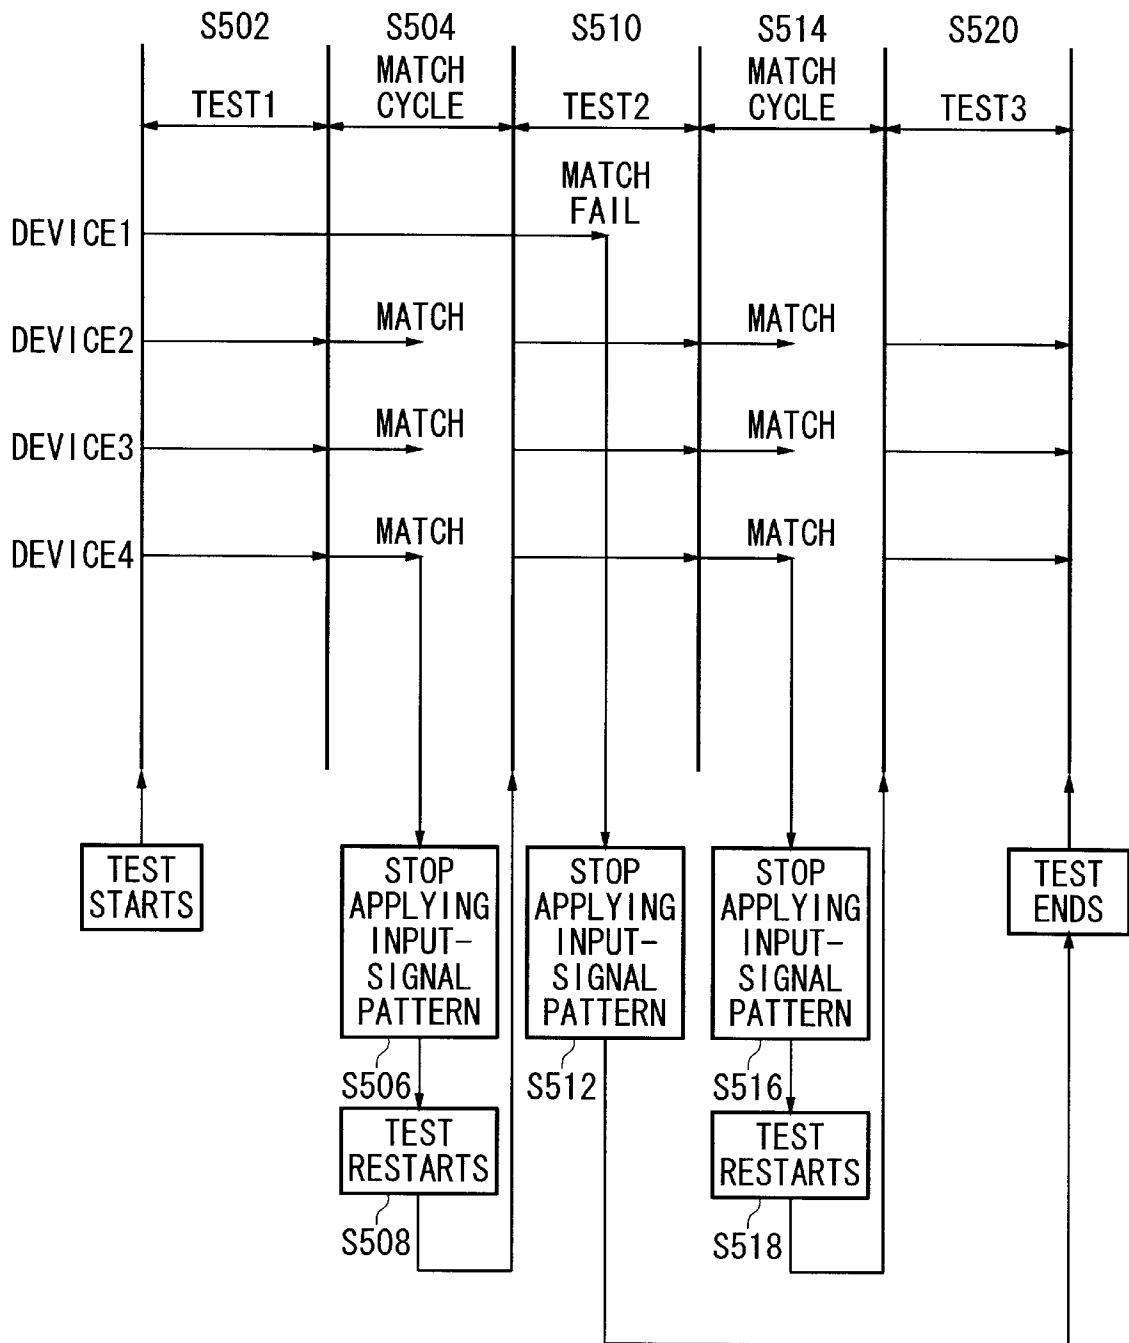 S502
S504
S510
S514
S520
TEST1
MATCH
CYCLE
TEST2
MATCH
CYCLE
TEST3
MATCH
FAIL
DEVICE1
MATCH
MATCH
DEVICE2
MATCH
MATCH
DEVICE3
MATCH
MATCH
DEVICE4
TEST
STARTS
STOP
APPLYING
INPUT-
SIGNAL
PATTERN
STOP
APPLYING
INPUT-
SIGNAL
PATTERN
STOP
APPLYING
INPUT-
SIGNAL
PATTERN
TEST
ENDS
S506
S512
S516
TEST
RESTARTS
TEST
RESTARTS
S508
S518